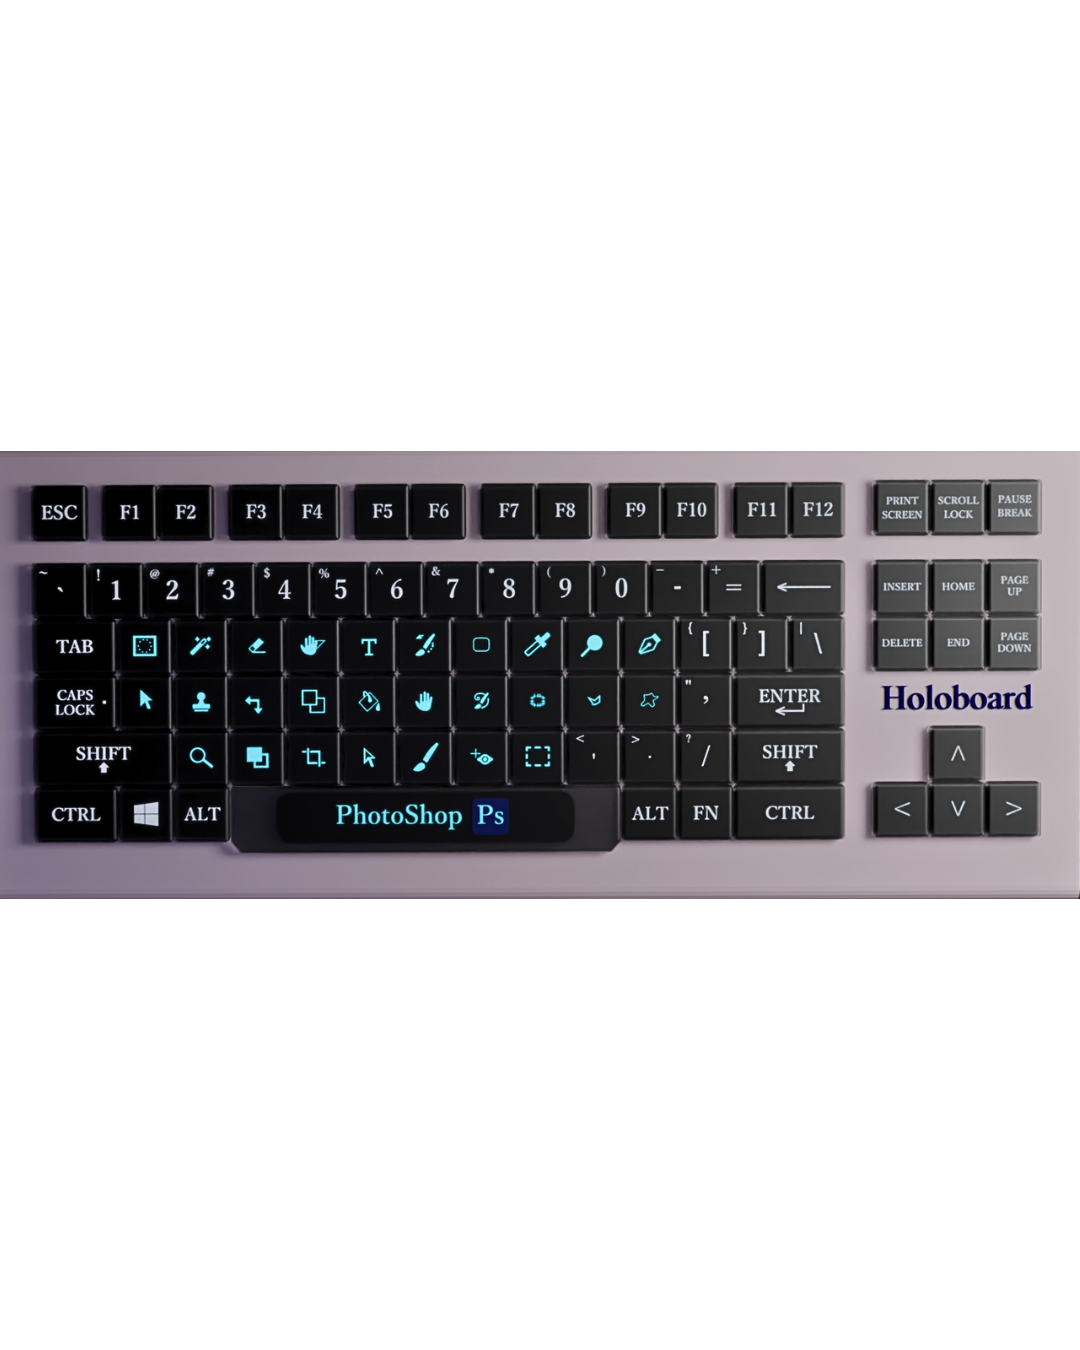 ESC F1 F2 F3 F4 F5 F6 F7 F8 F9 F10 F11 F12 PRINT SCREEN SCROLL LOCK PAUSE BREAK
~ ` ! 1 @ 2 # 3 $ 4 % 5 ^ 6 & 7 * 8 ( 9 ) 0 _ - + = INSERT HOME PAGE UP
TAB T { [ } ] | \ DELETE END PAGE DOWN
CAPS LOCK " , ENTER
Holoboard
SHIFT < ' > . ? / SHIFT
CTRL ALT PhotoShop Ps ALT FN CTRL